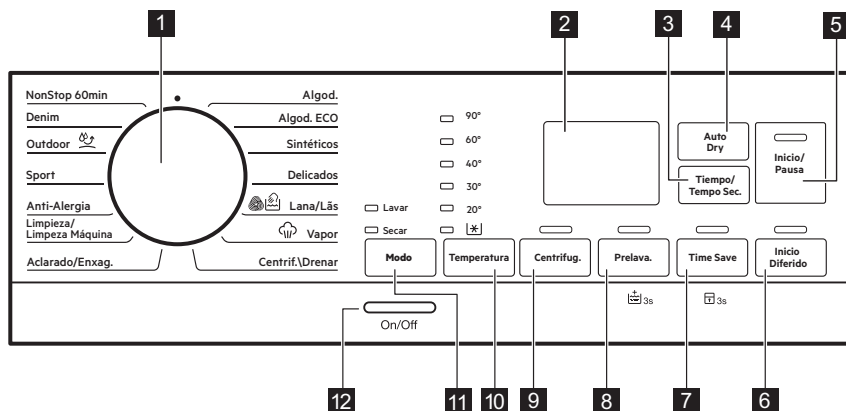 1
2
3
4
5
NonStop 60min
Denim
Outdoor
Sport
Anti-Alergia
Limpieza/
Limpeza Máquina
Aclarado/Enxag.
Algod.
Algod. ECO
Sintéticos
Delicados
Lana/Lãs
Vapor
Centrif.\Drenar
90°
60°
40°
30°
20°
Lavar
Secar
Auto
Dry
Tiempo/
Tempo Sec.
Inicio/
Pausa
Modo
Temperatura
Centrifug.
Prelava.
Time Save
Inicio
Diferido
3s
3s
On/Off
12
11
10
9
8
7
6